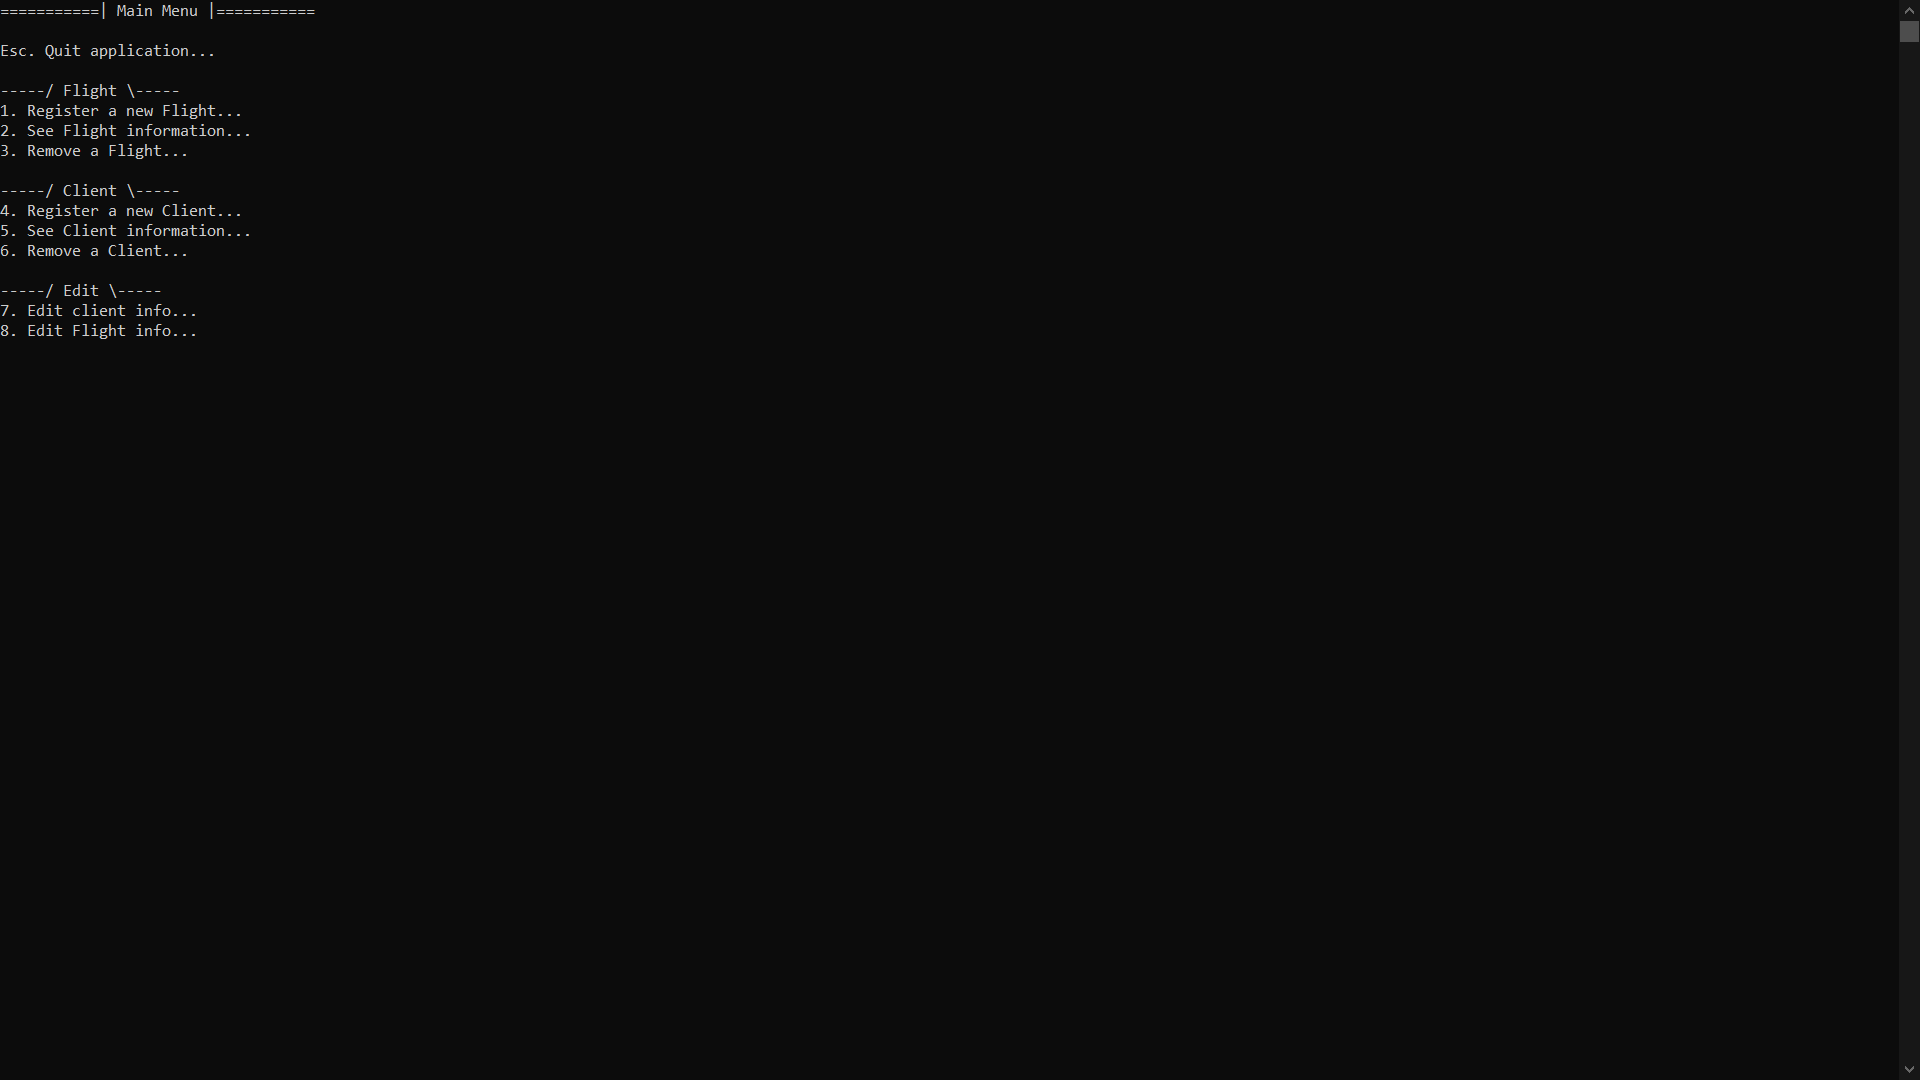 ===========| Main Menu |===========
Esc. Quit application...
-----/ Flight \-----
1. Register a new Flight...
2. See Flight information...
3. Remove a Flight...
-----/ Client \-----
4. Register a new Client...
5. See Client information...
6. Remove a Client...
-----/ Edit \-----
7. Edit client info...
8. Edit Flight info...